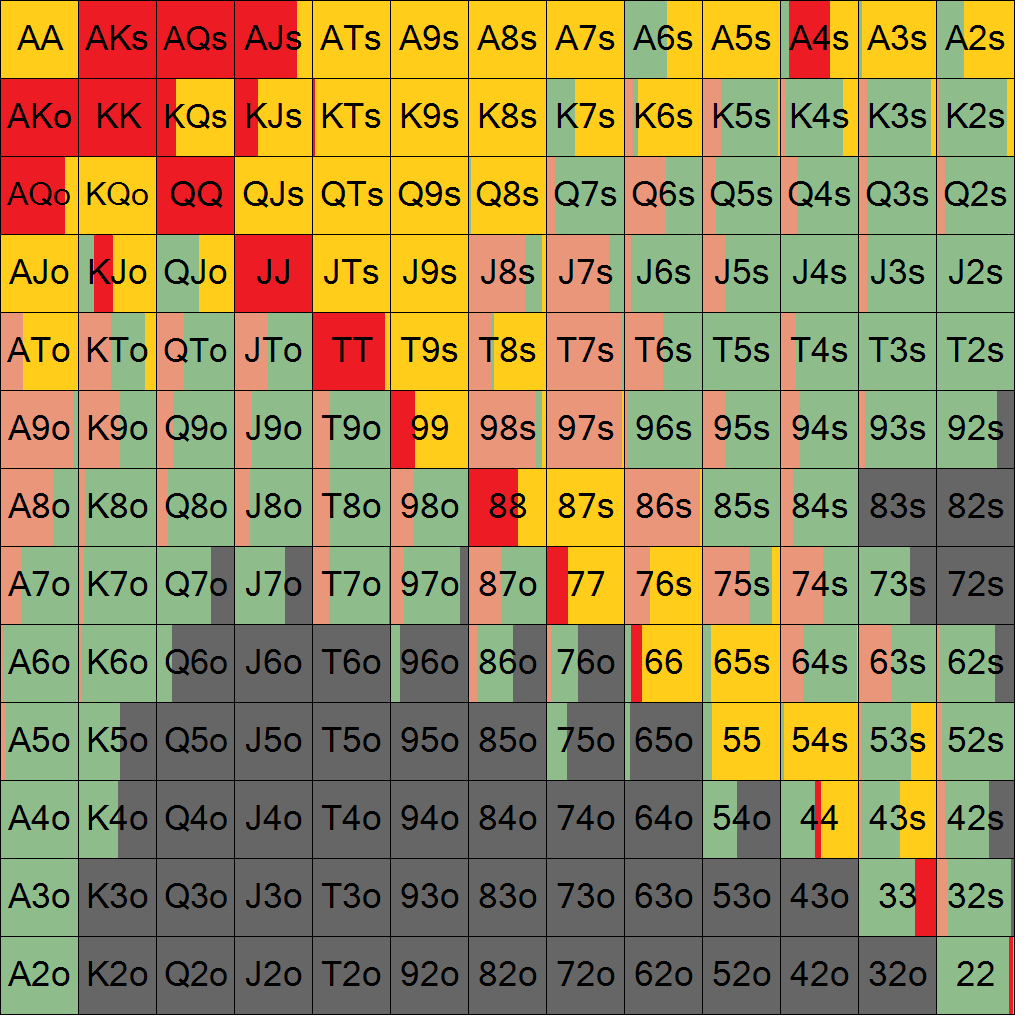 AA AKs AQs AJs ATs A9s A8s A7s A6s A5s A4s A3s A2s
AKo KK KQs KJs KTs K9s K8s K7s K6s K5s K4s K3s K2s
AQo KQo QQ QJs QTs Q9s Q8s Q7s Q6s Q5s Q4s Q3s Q2s
AJo KJo QJo JJ JTs J9s J8s J7s J6s J5s J4s J3s J2s
ATo KTo QTo JTo TT T9s T8s T7s T6s T5s T4s T3s T2s
A9o K9o Q9o J9o T9o 99 98s 97s 96s 95s 94s 93s 92s
A8o K8o Q8o J8o T8o 98o 88 87s 86s 85s 84s 83s 82s
A7o K7o Q7o J7o T7o 97o 87o 77 76s 75s 74s 73s 72s
A6o K6o Q6o J6o T6o 96o 86o 76o 66 65s 64s 63s 62s
A5o K5o Q5o J5o T5o 95o 85o 75o 65o 55 54s 53s 52s
A4o K4o Q4o J4o T4o 94o 84o 74o 64o 54o 44 43s 42s
A3o K3o Q3o J3o T3o 93o 83o 73o 63o 53o 43o 33 32s
A2o K2o Q2o J2o T2o 92o 82o 72o 62o 52o 42o 32o 22